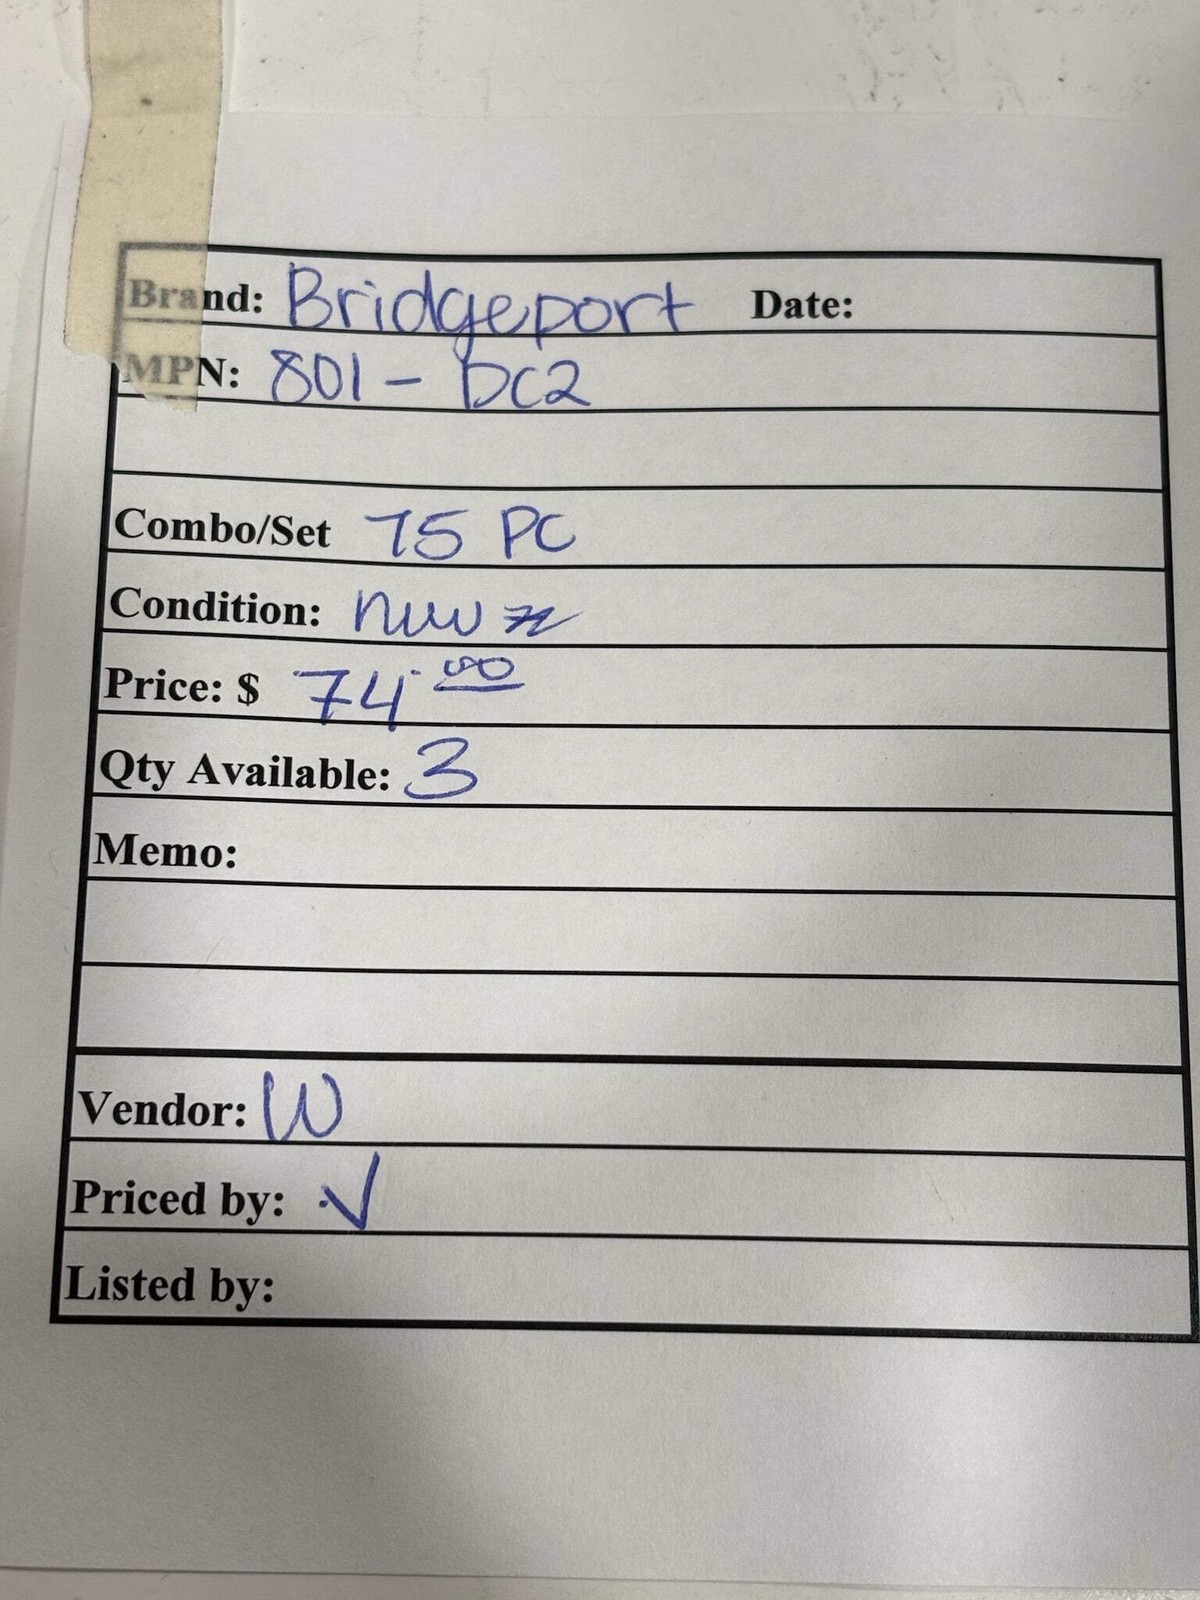 Brand: Bridgeport Date:
MPN: 801 - DC2
Combo/Set 75 PC
Condition: new
Price: $ 74.00
Qty Available: 3
Memo:
Vendor: W
Priced by: √
Listed by: